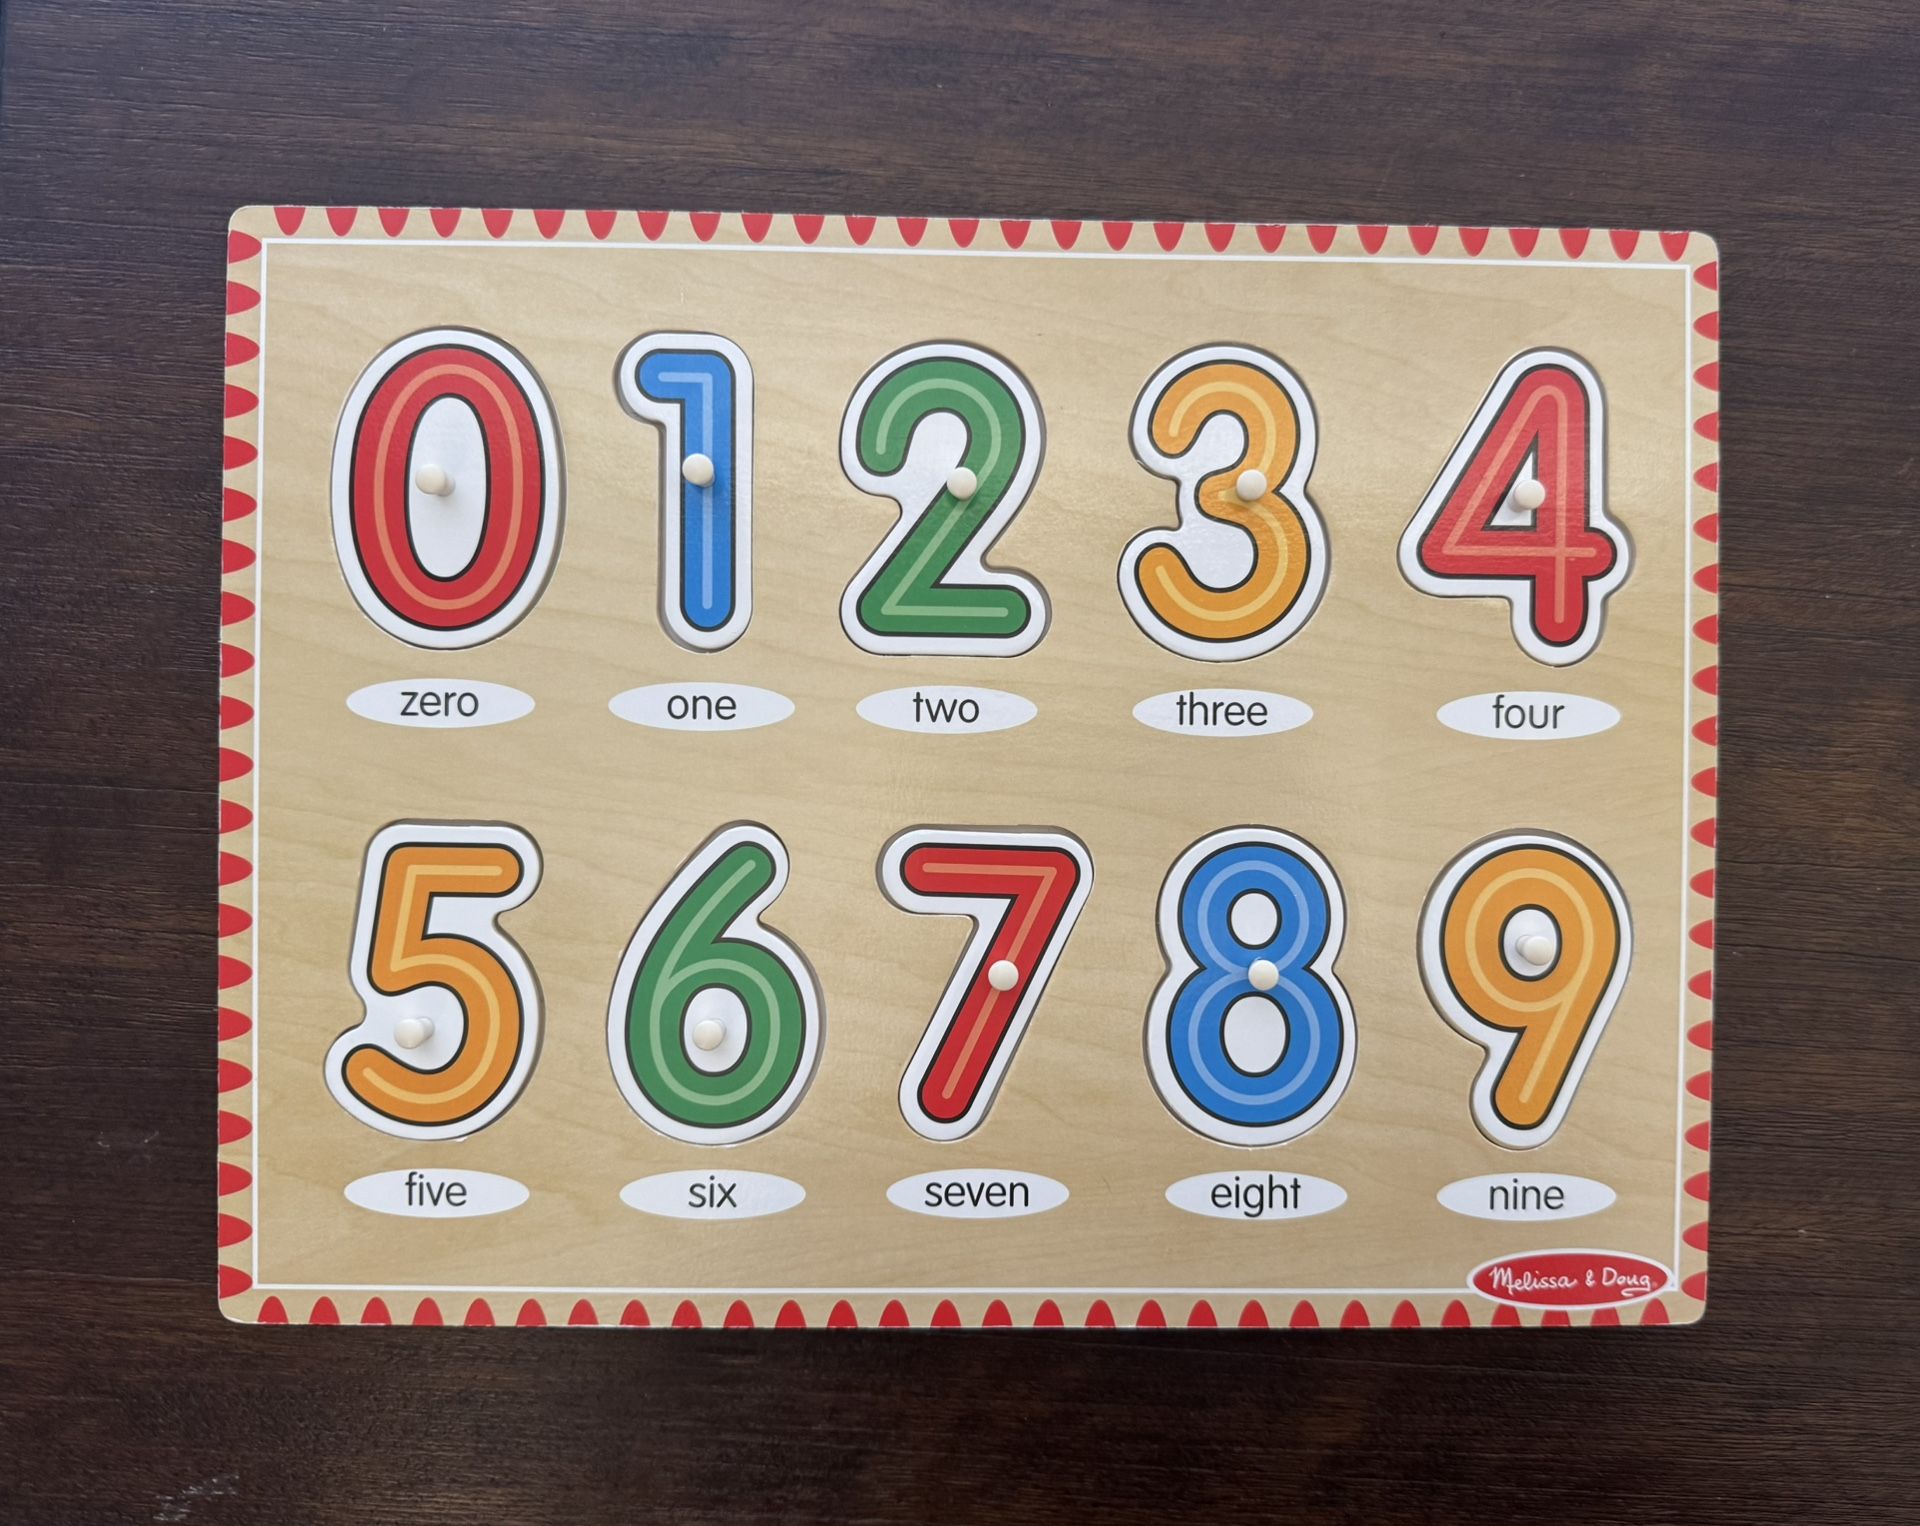 0 1 2 3 4
zero one two three four
5 6 7 8 9
five six seven eight nine
Melissa & Doug